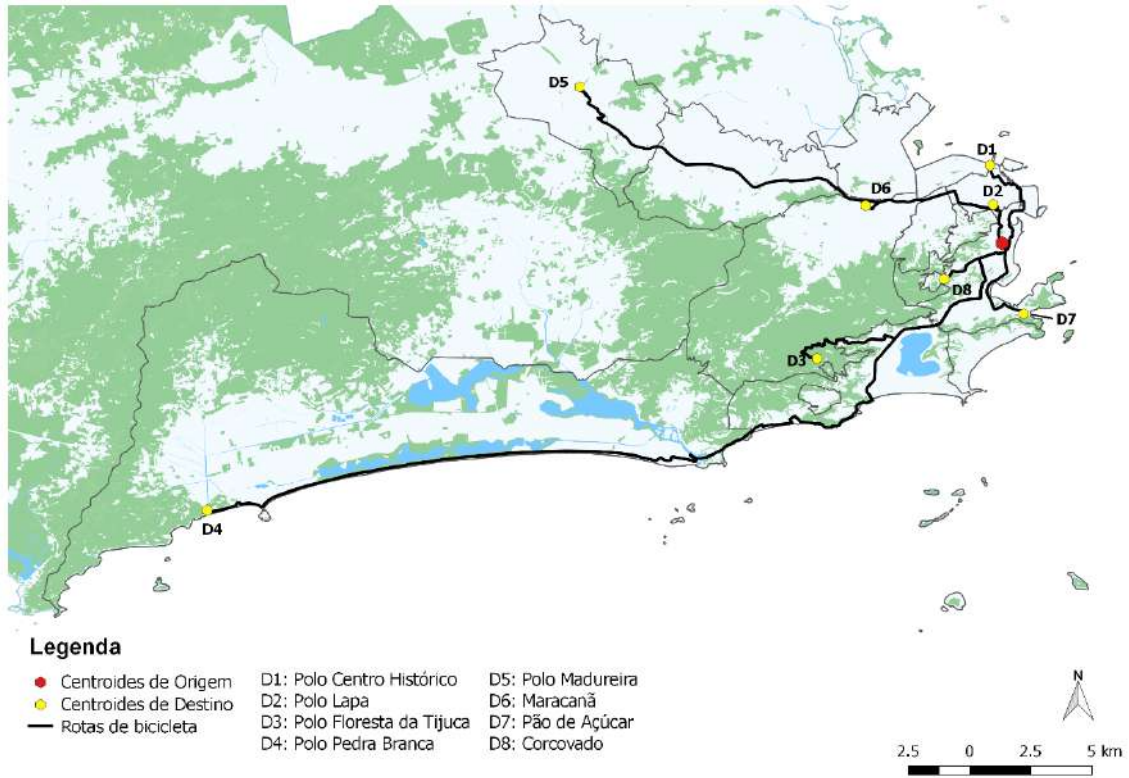 D5
D1
D6
D2
D8
D7
D3
D4
Legenda
Centroides de Origem
Centroides de Destino
Rotas de bicicleta
D1: Polo Centro Histórico
D2: Polo Lapa
D3: Polo Floresta da Tijuca
D4: Polo Pedra Branca
D5: Polo Madureira
D6: Maracanã
D7: Pão de Açúcar
D8: Corcovado
N
2.5 0 2.5 5 km